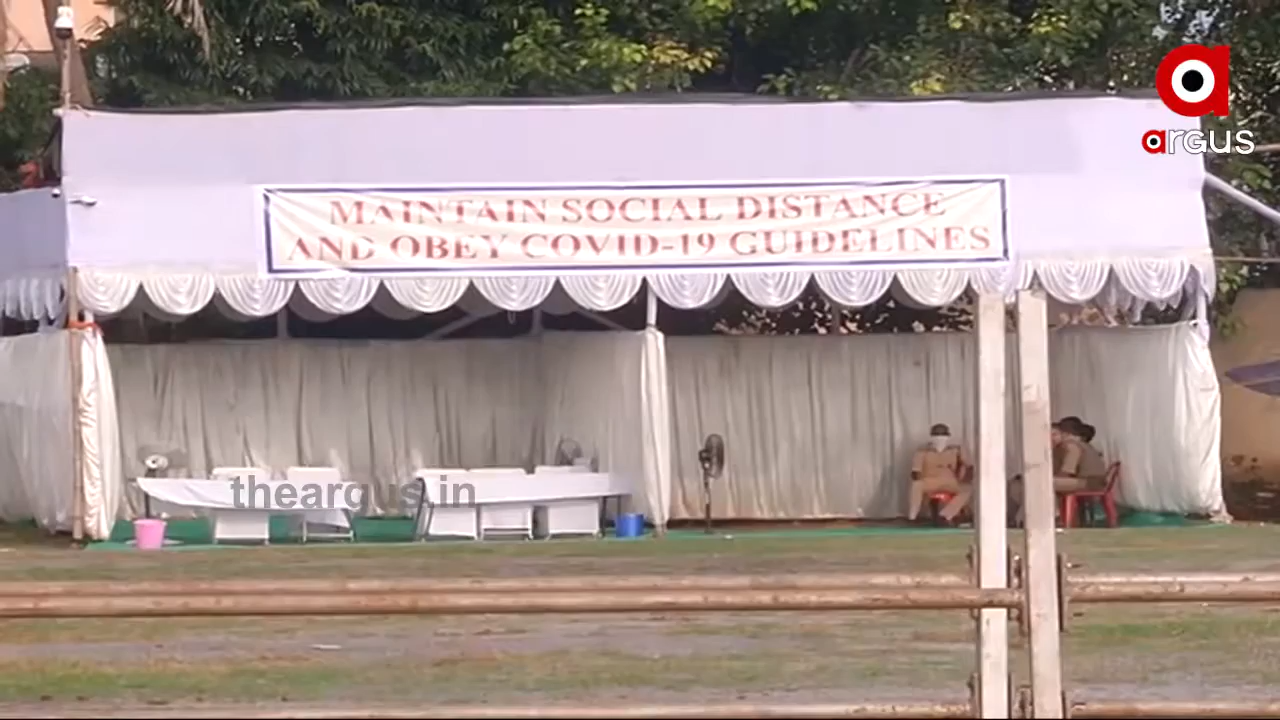 argus
MAINTAIN SOCIAL DISTANCE
AND OBEY COVID-19 GUIDELINES
theargus.in